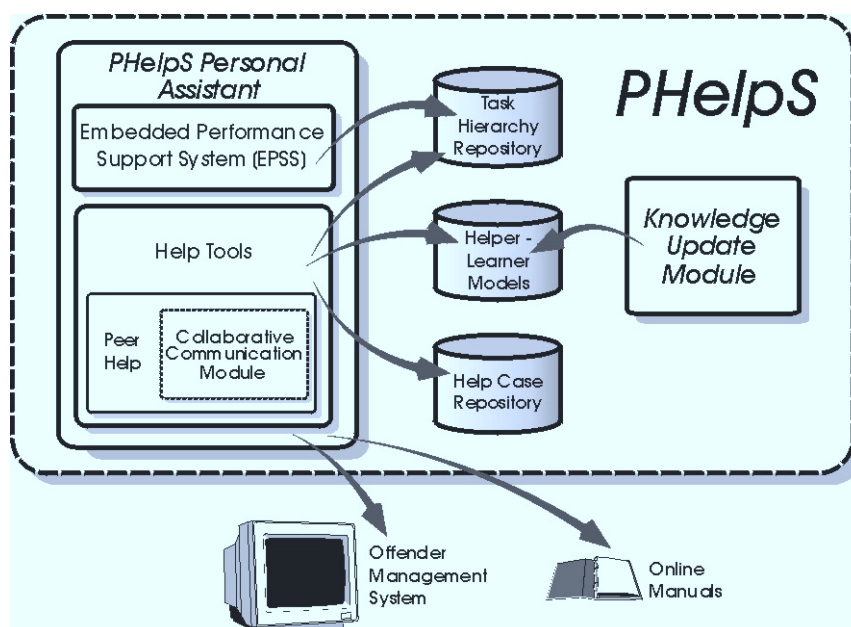 PHelpS Personal
Assistant
Embedded Performance
Support System (EPSS)
Help Tools
Peer
Help
Collaborative
Communication
Module
Task
Hierarchy
Repository
Helper -
Learner
Models
Help Case
Repository
PHelpS
Knowledge
Update
Module
Offender
Management
System
Online
Manuals